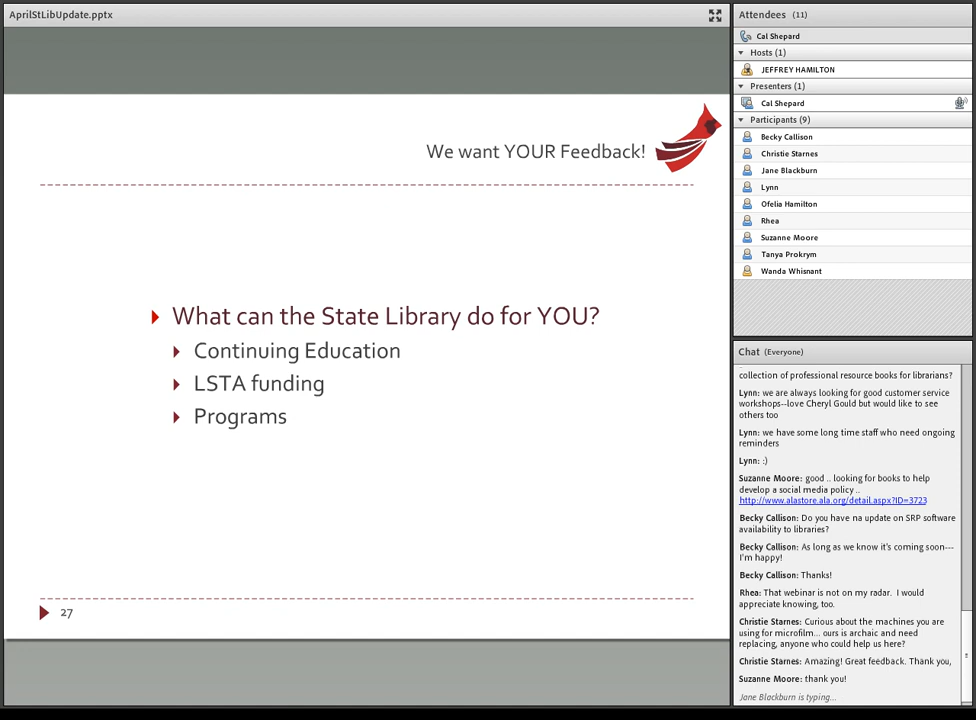 AprilStLibUpdate.pptx
We want YOUR Feedback!
What can the State Library do for YOU?
Continuing Education
LSTA funding
Programs
27
Attendees (11)
Cal Shepard
Hosts (1)
JEFFREY HAMILTON
Presenters (1)
Cal Shepard
Participants (9)
Becky Callison
Christie Starnes
Jane Blackburn
Lynn
Ofelia Hamilton
Rhea
Suzanne Moore
Tanya Prokrym
Wanda Whisnant
Chat (Everyone)
collection of professional resource books for librarians?
Lynn: we are always looking for good customer service
workshops--love Cheryl Gould but would like to see
others too
Lynn: we have some long time staff who need ongoing
reminders
Lynn: :)
Suzanne Moore: good .. looking for books to help
develop a social media policy ..
http://www.alastore.ala.org/detail.aspx?ID=3723
Becky Callison: Do you have na update on SRP software
availability to libraries?
Becky Callison: As long as we know it's coming soon---
I'm happy!
Becky Callison: Thanks!
Rhea: That webinar is not on my radar. I would
appreciate knowing, too.
Christie Starnes: Curious about the machines you are
using for microfilm... ours is archaic and need
replacing, anyone who could help us here?
Christie Starnes: Amazing! Great feedback. Thank you,
Suzanne Moore: thank you!
Jane Blackburn is typing...